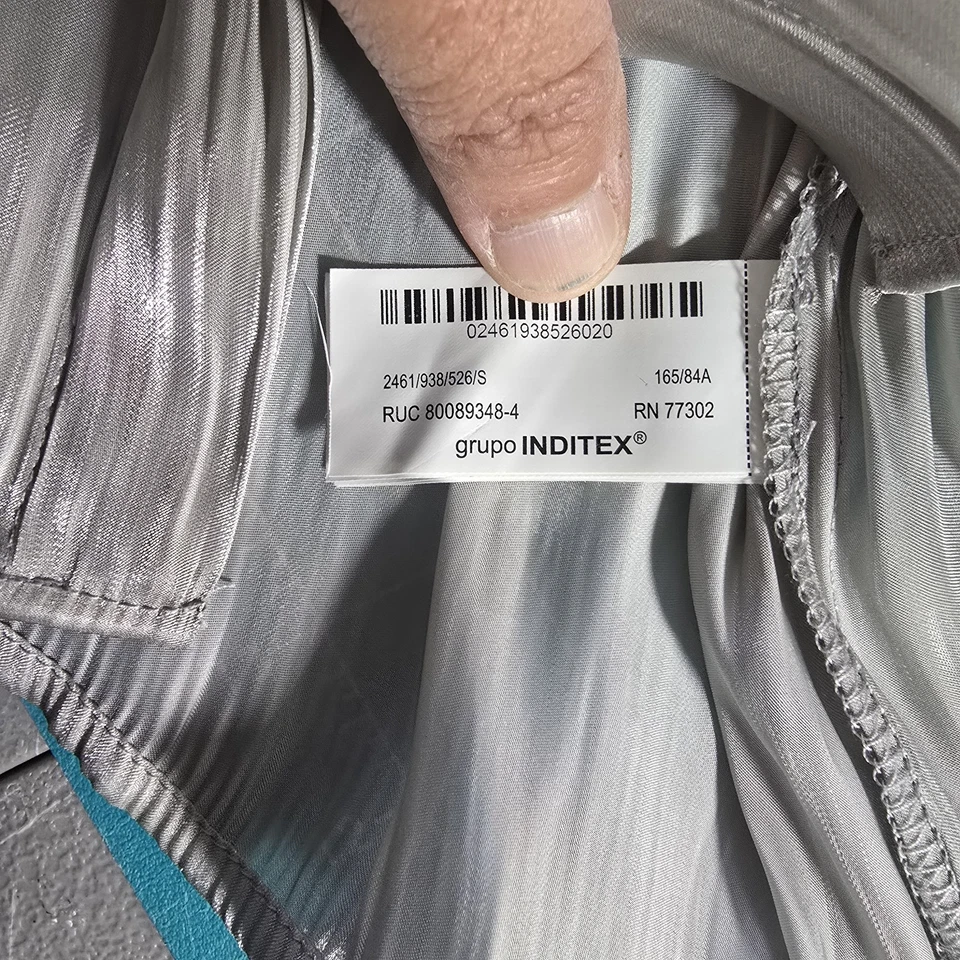 02461938526020
2461/938/526/S 165/84A
RUC 80089348-4 RN 77302
grupo INDITEX®